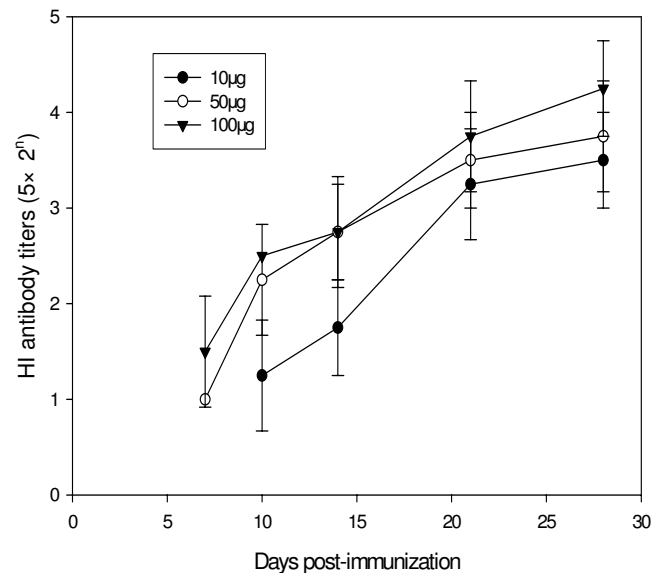 5
10µg
50µg
100µg
4
3
2
1
0
HI antibody titers (5× 2ⁿ)
0 5 10 15 20 25 30
Days post-immunization